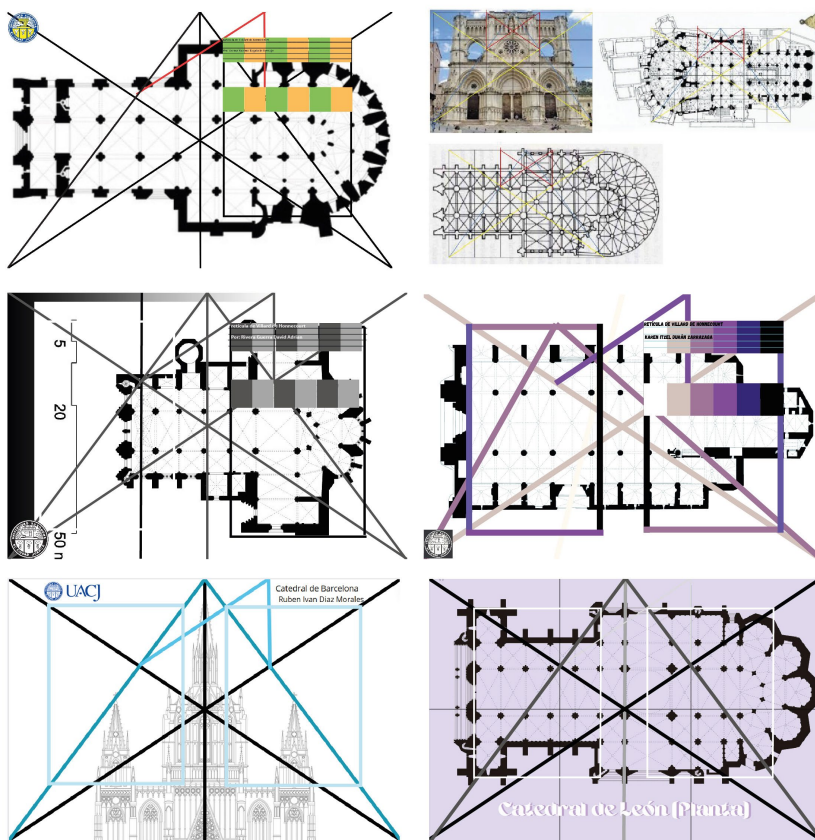 5
20
50 n
Retícula de Villard de Honnecourt
Por: Rivera Guerra David Adrian
RETÍCULA DE VILLARD DE HONNECOURT
KAREN ITZEL DURÁN ZARAGOZA
UACJ
Catedral de Barcelona
Ruben Ivan Diaz Morales
Catedral de León (Planta)